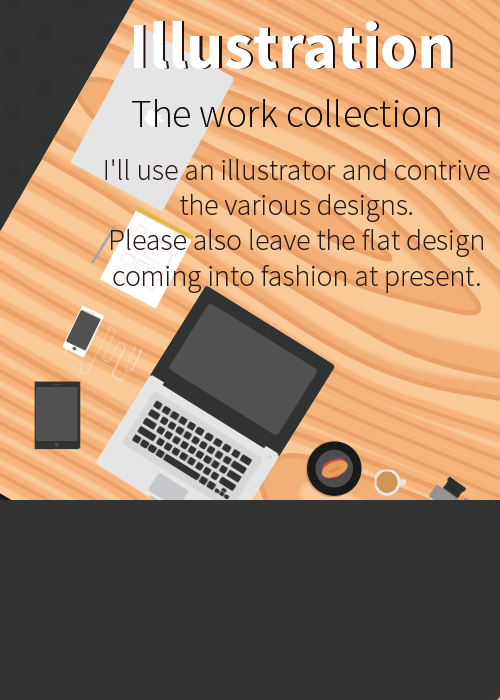 Illustration
The work collection
I'll use an illustrator and contrive
the various designs.
Please also leave the flat design
coming into fashion at present.